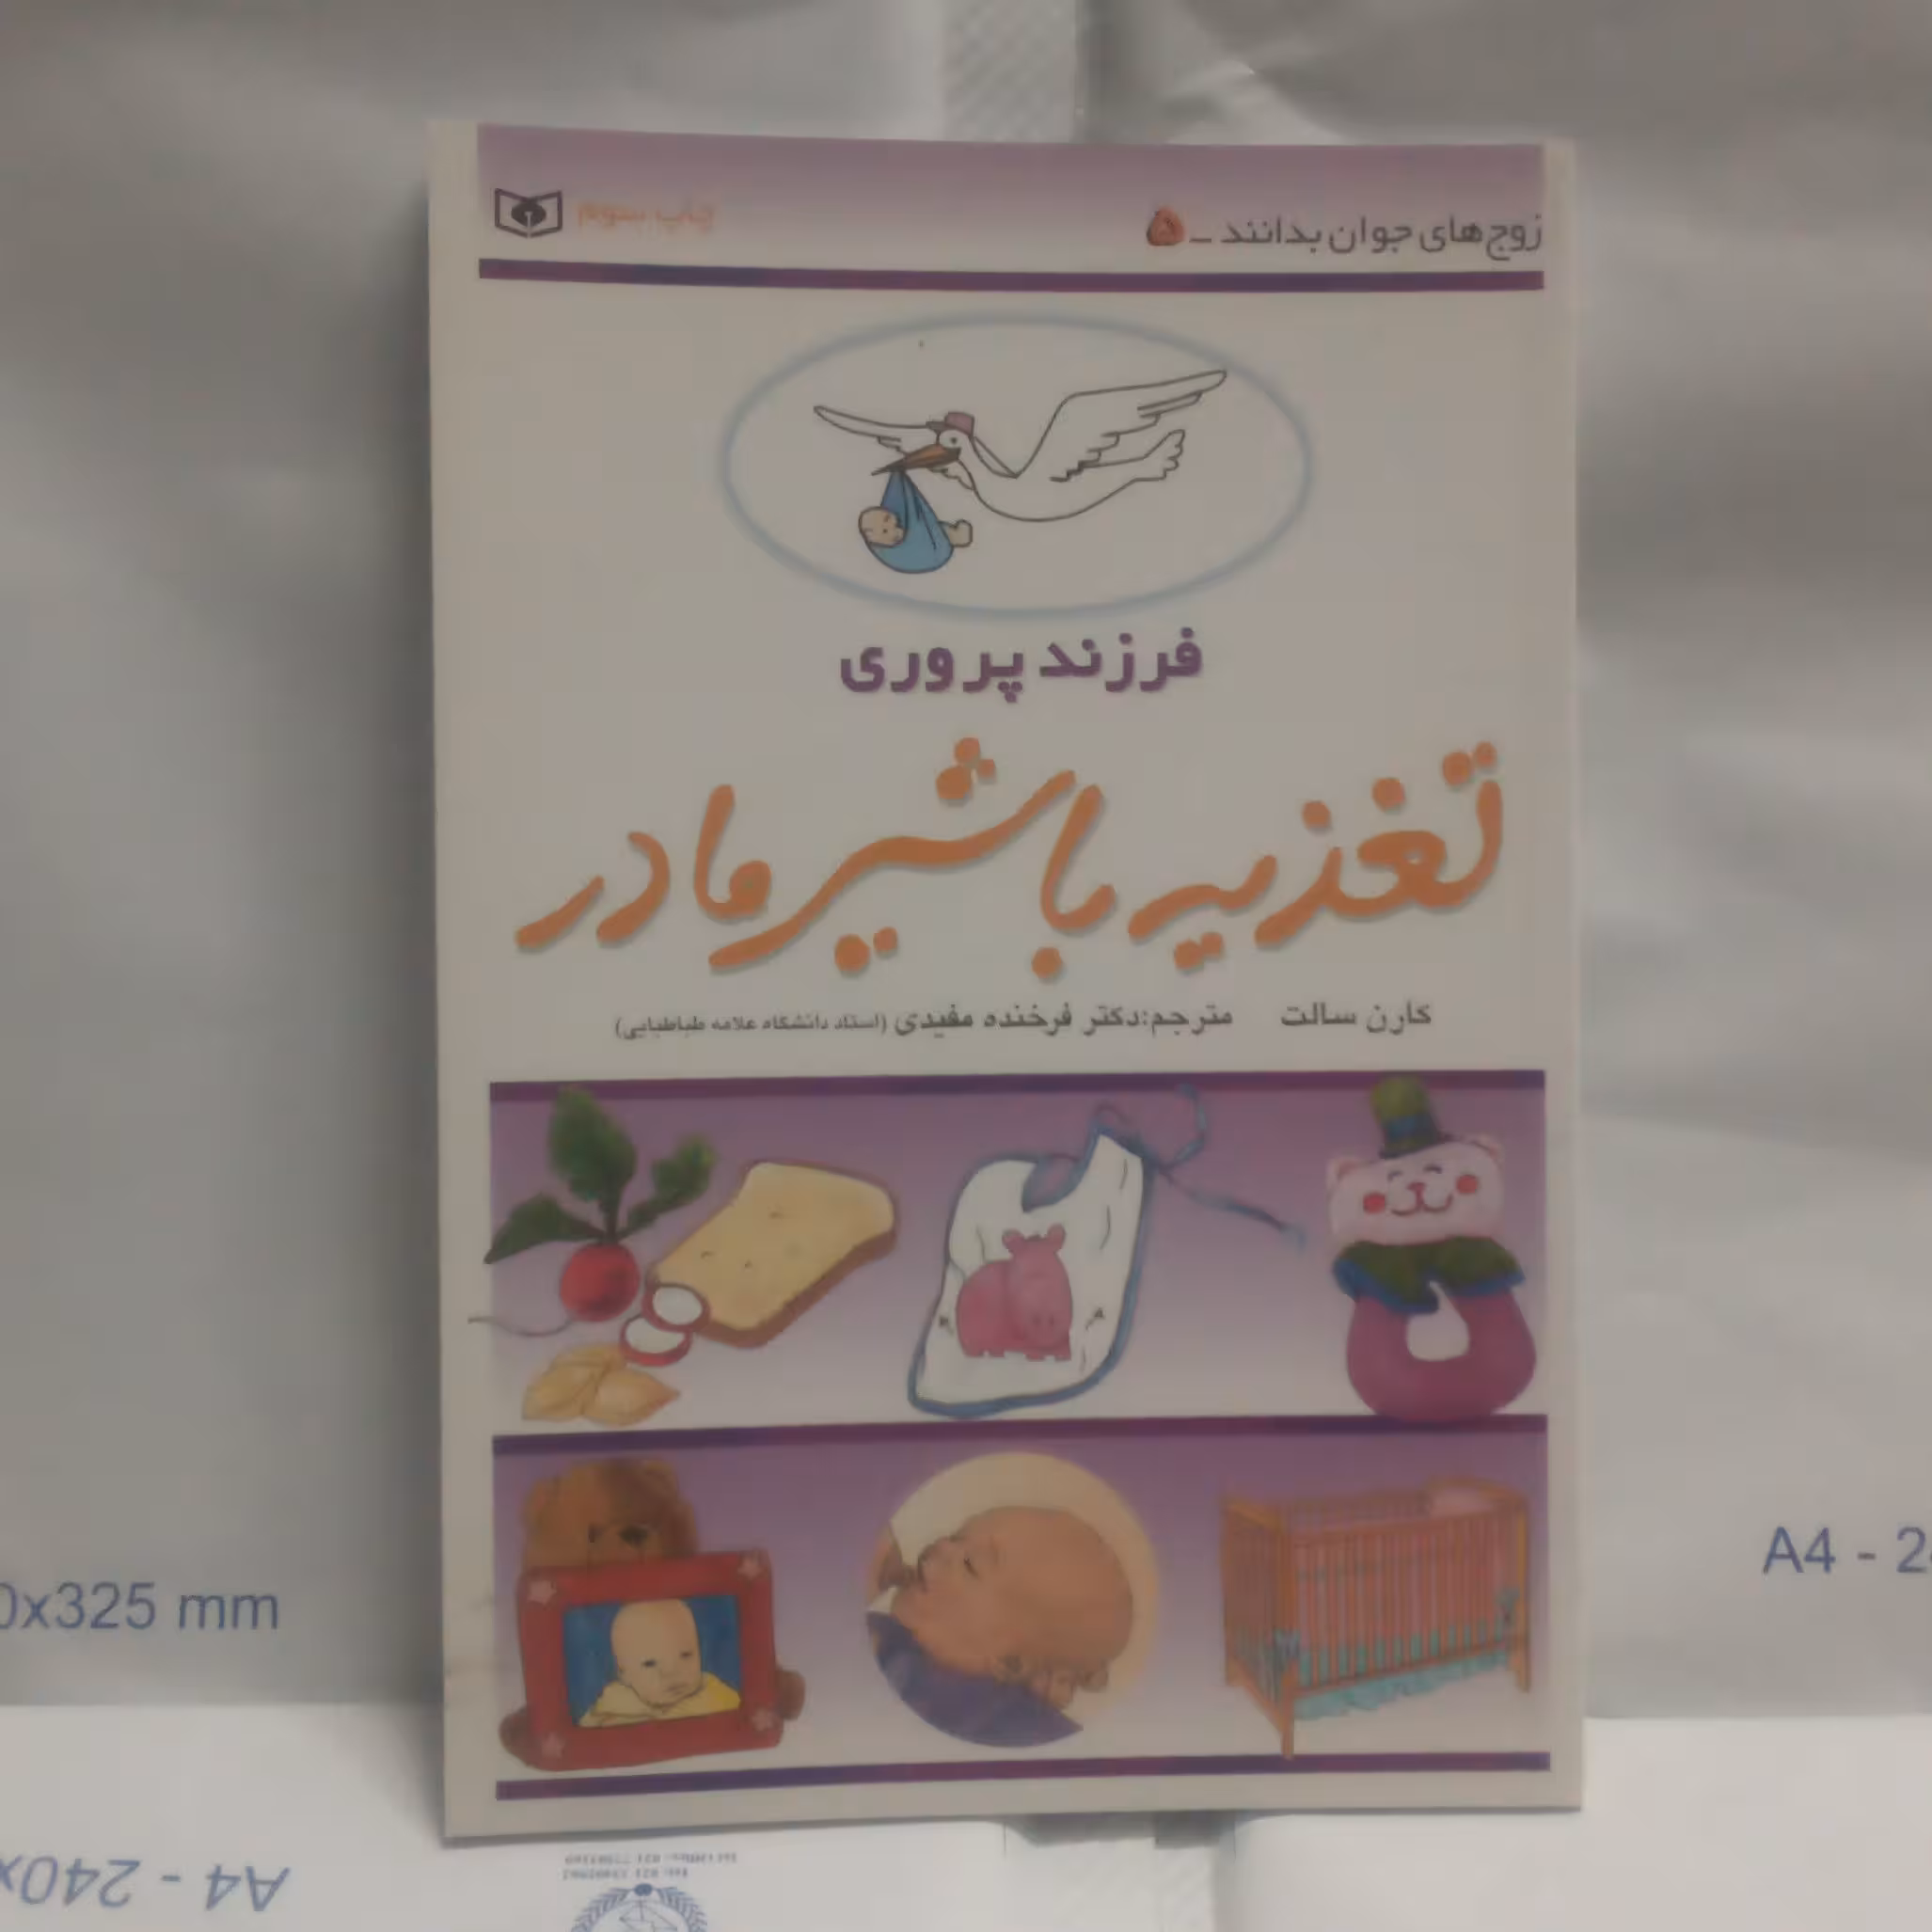 زوج‌های جوان بدانند - ۵
چاپ سوم
فرزند پروری
تغذیه با شیر مادر
کارن سالت مترجم:دکتر فرخنده مفیدی (استاد دانشگاه علامه طباطبایی)
0x325 mm
A4 - 2
A4 - 240x